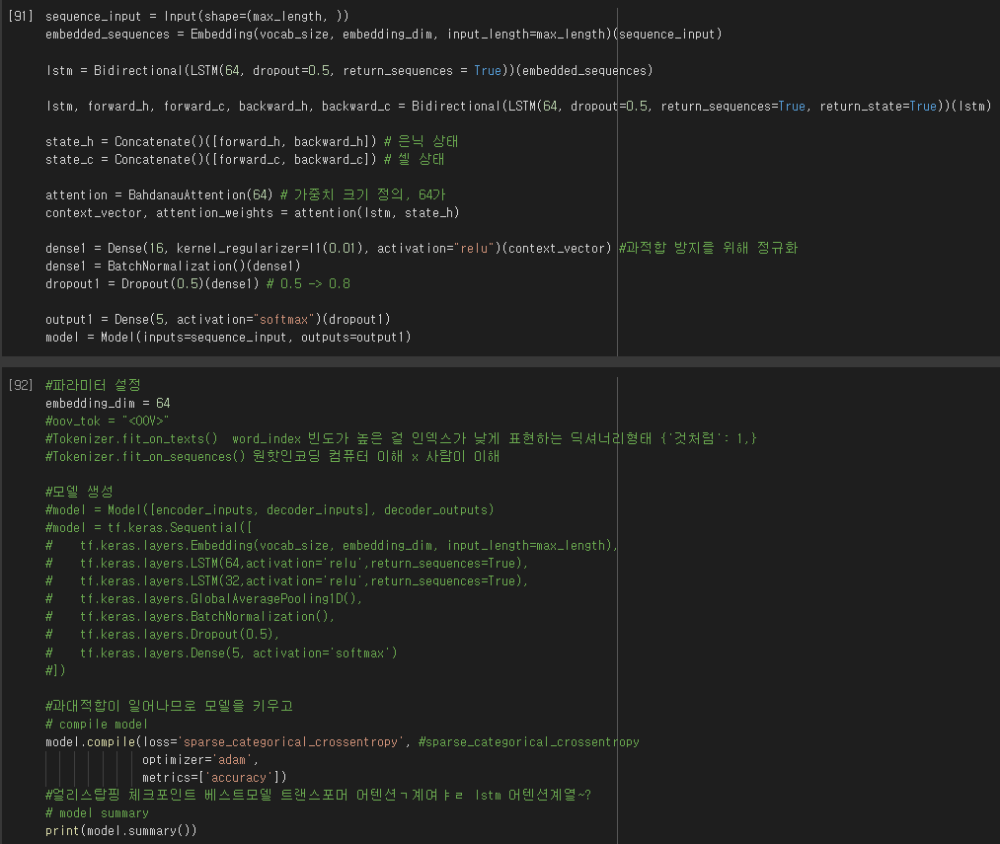 [91] sequence_input = Input(shape=(max_length, ))
embedded_sequences = Embedding(vocab_size, embedding_dim, input_length=max_length)(sequence_input)
lstm = Bidirectional(LSTM(64, dropout=0.5, return_sequences = True))(embedded_sequences)
lstm, forward_h, forward_c, backward_h, backward_c = Bidirectional(LSTM(64, dropout=0.5, return_sequences=True, return_state=True))(lstm)
state_h = Concatenate()([forward_h, backward_h]) # 은닉 상태
state_c = Concatenate()([forward_c, backward_c]) # 셀 상태
attention = BahdanauAttention(64) # 가중치 크기 정의, 64가
context_vector, attention_weights = attention(lstm, state_h)
dense1 = Dense(16, kernel_regularizer=l1(0.01), activation="relu")(context_vector) #과적합 방지를 위해 정규화
dense1 = BatchNormalization()(dense1)
dropout1 = Dropout(0.5)(dense1) # 0.5 -> 0.8
output1 = Dense(5, activation="softmax")(dropout1)
model = Model(inputs=sequence_input, outputs=output1)
[92] #파라미터 설정
embedding_dim = 64
#oov_tok = "<OOV>"
#Tokenizer.fit_on_texts()  word_index 빈도가 높은 걸 인덱스가 낮게 표현하는 딕셔너리형태 {'것처럼': 1,}
#Tokenizer.fit_on_sequences() 원핫인코딩 컴퓨터 이해 x 사람이 이해
#모델 생성
#model = Model([encoder_inputs, decoder_inputs], decoder_outputs)
#model = tf.keras.Sequential([
#    tf.keras.layers.Embedding(vocab_size, embedding_dim, input_length=max_length),
#    tf.keras.layers.LSTM(64,activation='relu',return_sequences=True),
#    tf.keras.layers.LSTM(32,activation='relu',return_sequences=True),
#    tf.keras.layers.GlobalAveragePooling1D(),
#    tf.keras.layers.BatchNormalization(),
#    tf.keras.layers.Dropout(0.5),
#    tf.keras.layers.Dense(5, activation='softmax')
#])
#과대적합이 일어나므로 모델을 키우고
# compile model
model.compile(loss='sparse_categorical_crossentropy', #sparse_categorical_crossentropy
optimizer='adam',
metrics=['accuracy'])
#얼리스탑핑 체크포인트 베스트모델 트랜스포머 어텐션ㄱ계여ㅑㄹ lstm 어텐션계열~?
# model summary
print(model.summary())